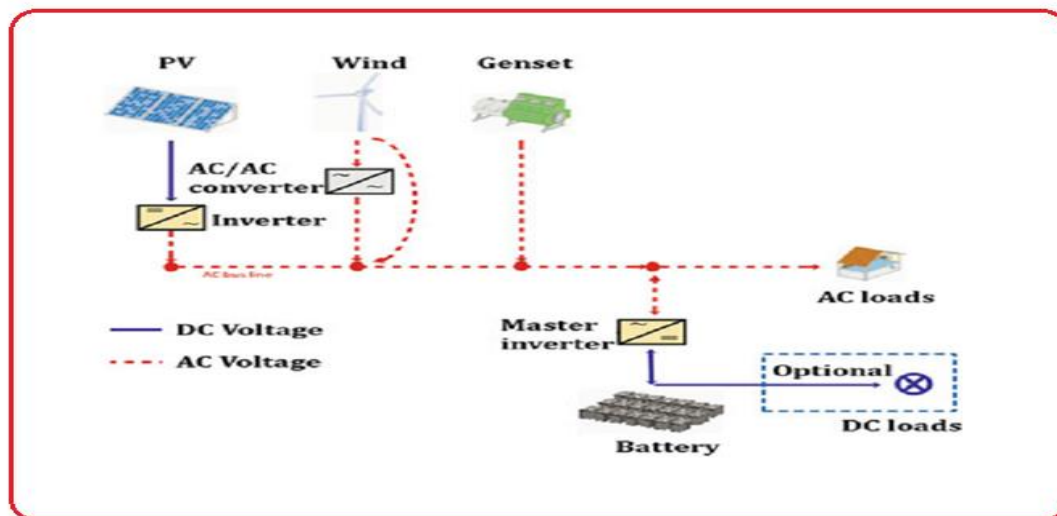 PV
Wind
Genset
AC/AC
converter
Inverter
AC bus line
AC loads
DC Voltage
AC Voltage
Master
inverter
Optional
DC loads
Battery